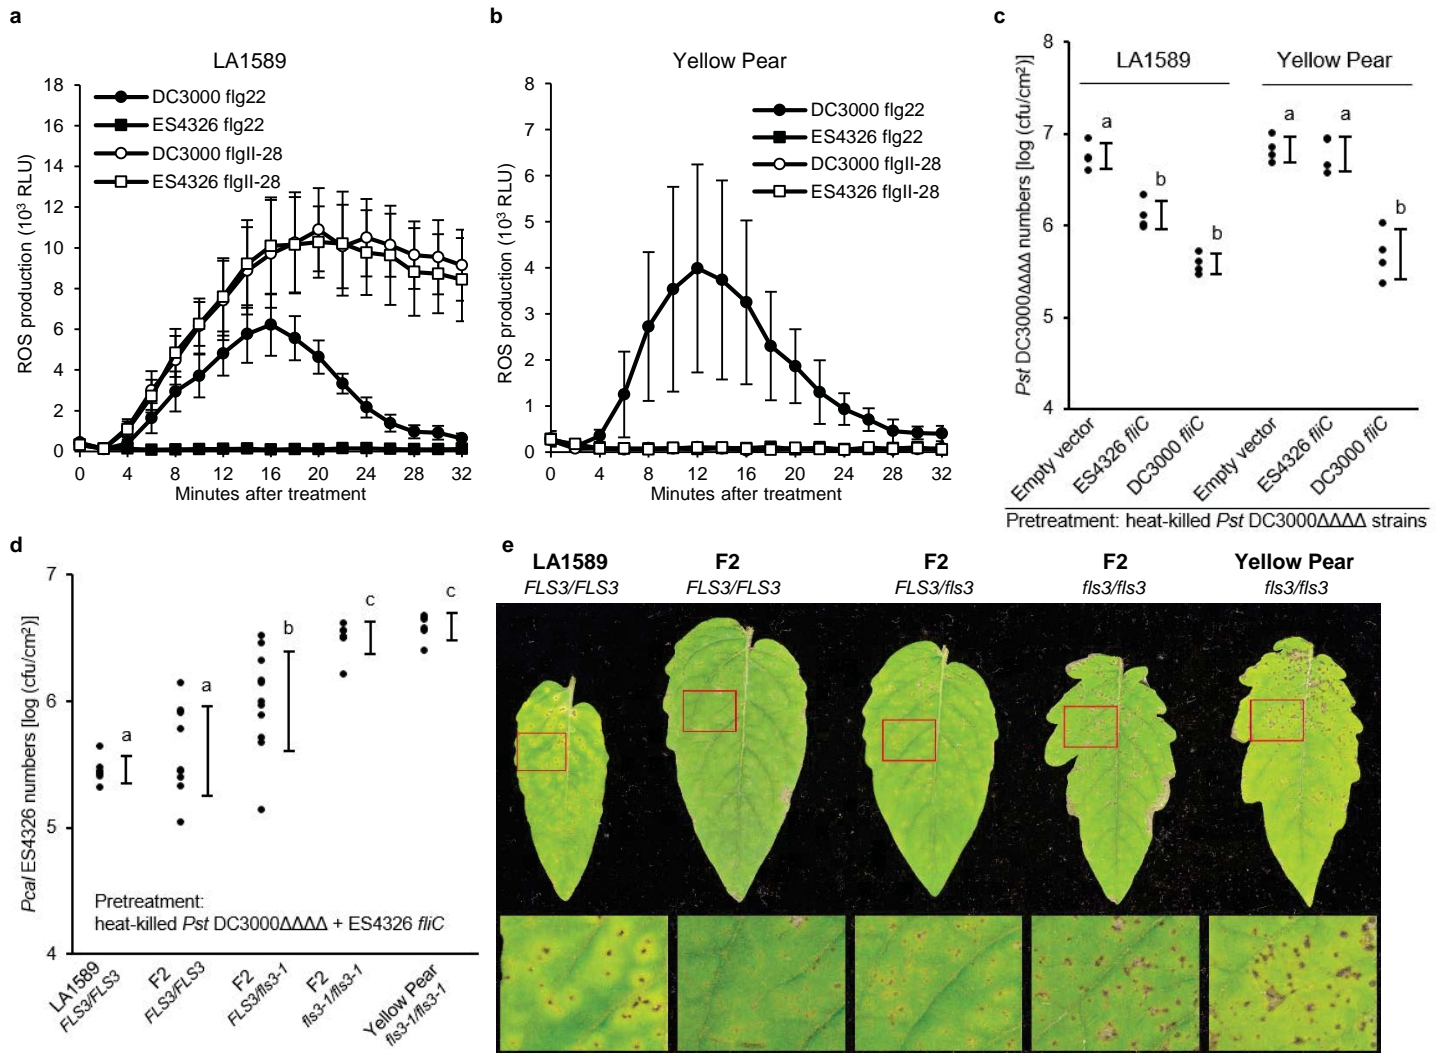 a
LA1589
18
16
14
12
10
8
6
4
2
0
ROS production (10³ RLU)
DC3000 flg22
ES4326 flg22
DC3000 flgII-28
ES4326 flgII-28
0 4 8 12 16 20 24 28 32
Minutes after treatment
b
Yellow Pear
8
7
6
5
4
3
2
1
0
ROS production (10³ RLU)
DC3000 flg22
ES4326 flg22
DC3000 flgII-28
ES4326 flgII-28
0 4 8 12 16 20 24 28 32
Minutes after treatment
c
8
7
6
5
4
Pst DC3000ΔΔΔΔ numbers [log (cfu/cm²)]
LA1589 Yellow Pear
a b b a a b
Empty vector
ES4326 fliC
DC3000 fliC
Empty vector
ES4326 fliC
DC3000 fliC
Pretreatment: heat-killed Pst DC3000ΔΔΔΔ strains
d
7
6
5
4
Pcal ES4326 numbers [log (cfu/cm²)]
a a b c c
Pretreatment:
heat-killed Pst DC3000ΔΔΔΔ + ES4326 fliC
LA1589
FLS3/FLS3
F2
FLS3/FLS3
F2
FLS3/fls3-1
F2
fls3-1/fls3-1
Yellow Pear
fls3-1/fls3-1
e
LA1589 F2 F2 F2 Yellow Pear
FLS3/FLS3 FLS3/FLS3 FLS3/fls3 fls3/fls3 fls3/fls3